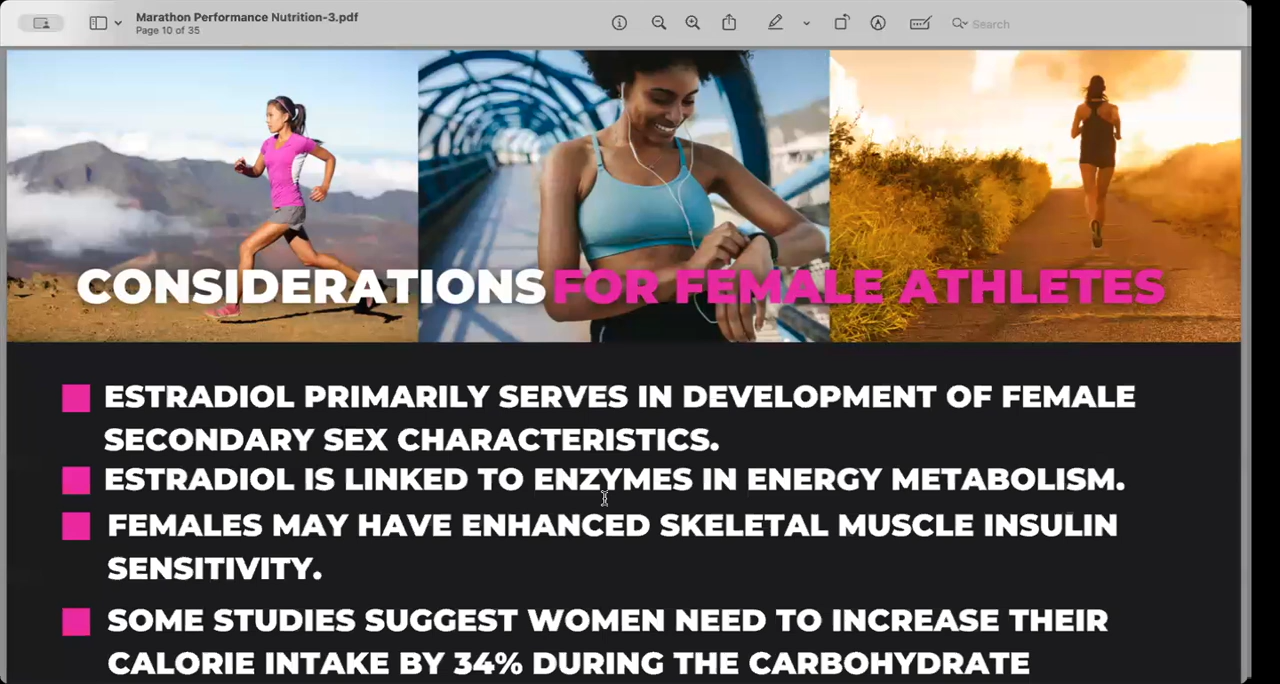 Marathon Performance Nutrition-3.pdf
Page 10 of 35
Search
CONSIDERATIONS FOR FEMALE ATHLETES
ESTRADIOL PRIMARILY SERVES IN DEVELOPMENT OF FEMALE
SECONDARY SEX CHARACTERISTICS.
ESTRADIOL IS LINKED TO ENZYMES IN ENERGY METABOLISM.
FEMALES MAY HAVE ENHANCED SKELETAL MUSCLE INSULIN
SENSITIVITY.
SOME STUDIES SUGGEST WOMEN NEED TO INCREASE THEIR
CALORIE INTAKE BY 34% DURING THE CARBOHYDRATE